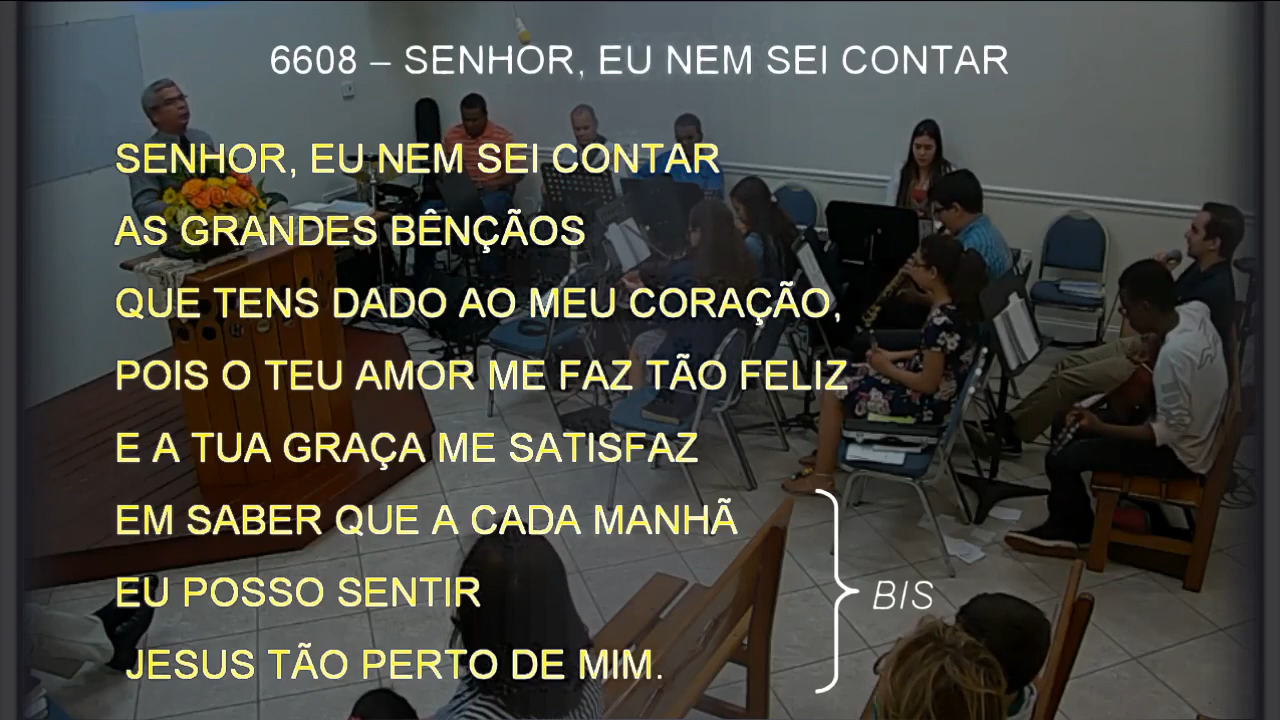 6608 – SENHOR, EU NEM SEI CONTAR
SENHOR, EU NEM SEI CONTAR
AS GRANDES BÊNÇÃOS
QUE TENS DADO AO MEU CORAÇÃO,
POIS O TEU AMOR ME FAZ TÃO FELIZ
E A TUA GRAÇA ME SATISFAZ
EM SABER QUE A CADA MANHÃ
EU POSSO SENTIR
JESUS TÃO PERTO DE MIM.
BIS